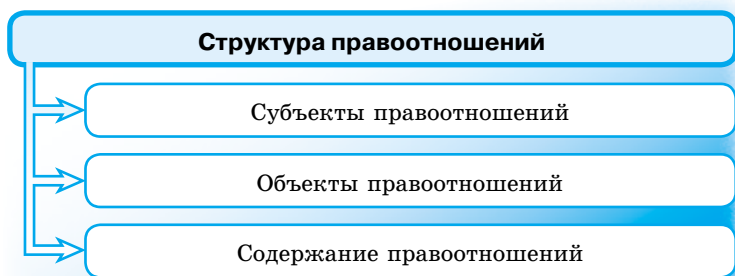 Структура правоотношений
Субъекты правоотношений
Объекты правоотношений
Содержание правоотношений